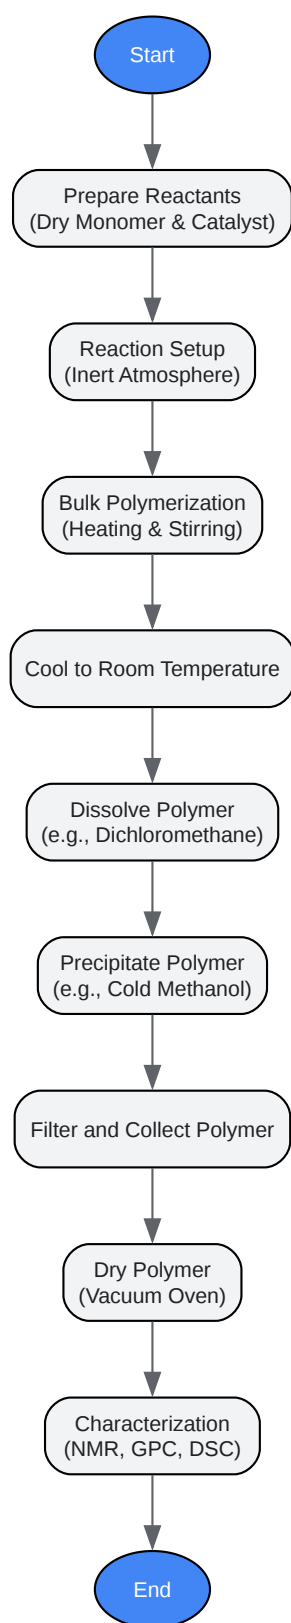 Start
Prepare Reactants
(Dry Monomer & Catalyst)
Reaction Setup
(Inert Atmosphere)
Bulk Polymerization
(Heating & Stirring)
Cool to Room Temperature
Dissolve Polymer
(e.g., Dichloromethane)
Precipitate Polymer
(e.g., Cold Methanol)
Filter and Collect Polymer
Dry Polymer
(Vacuum Oven)
Characterization
(NMR, GPC, DSC)
End